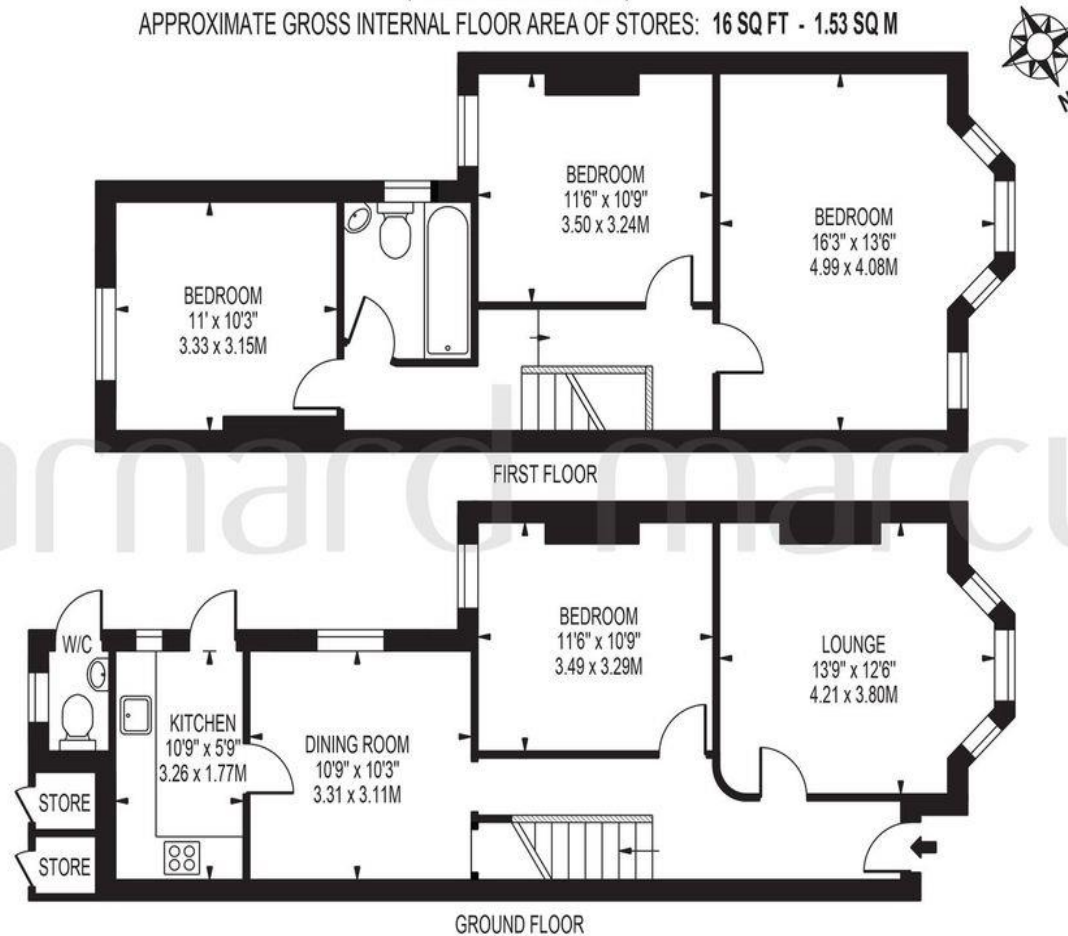 APPROXIMATE GROSS INTERNAL FLOOR AREA OF STORES: 16 SQ FT - 1.53 SQ M
N
BEDROOM
11'6" x 10'9"
3.50 x 3.24M
BEDROOM
16'3" x 13'6"
4.99 x 4.08M
BEDROOM
11' x 10'3"
3.33 x 3.15M
FIRST FLOOR
arnard marcu
W/C
KITCHEN
10'9" x 5'9"
3.26 x 1.77M
DINING ROOM
10'9" x 10'3"
3.31 x 3.11M
BEDROOM
11'6" x 10'9"
3.49 x 3.29M
LOUNGE
13'9" x 12'6"
4.21 x 3.80M
STORE
STORE
GROUND FLOOR